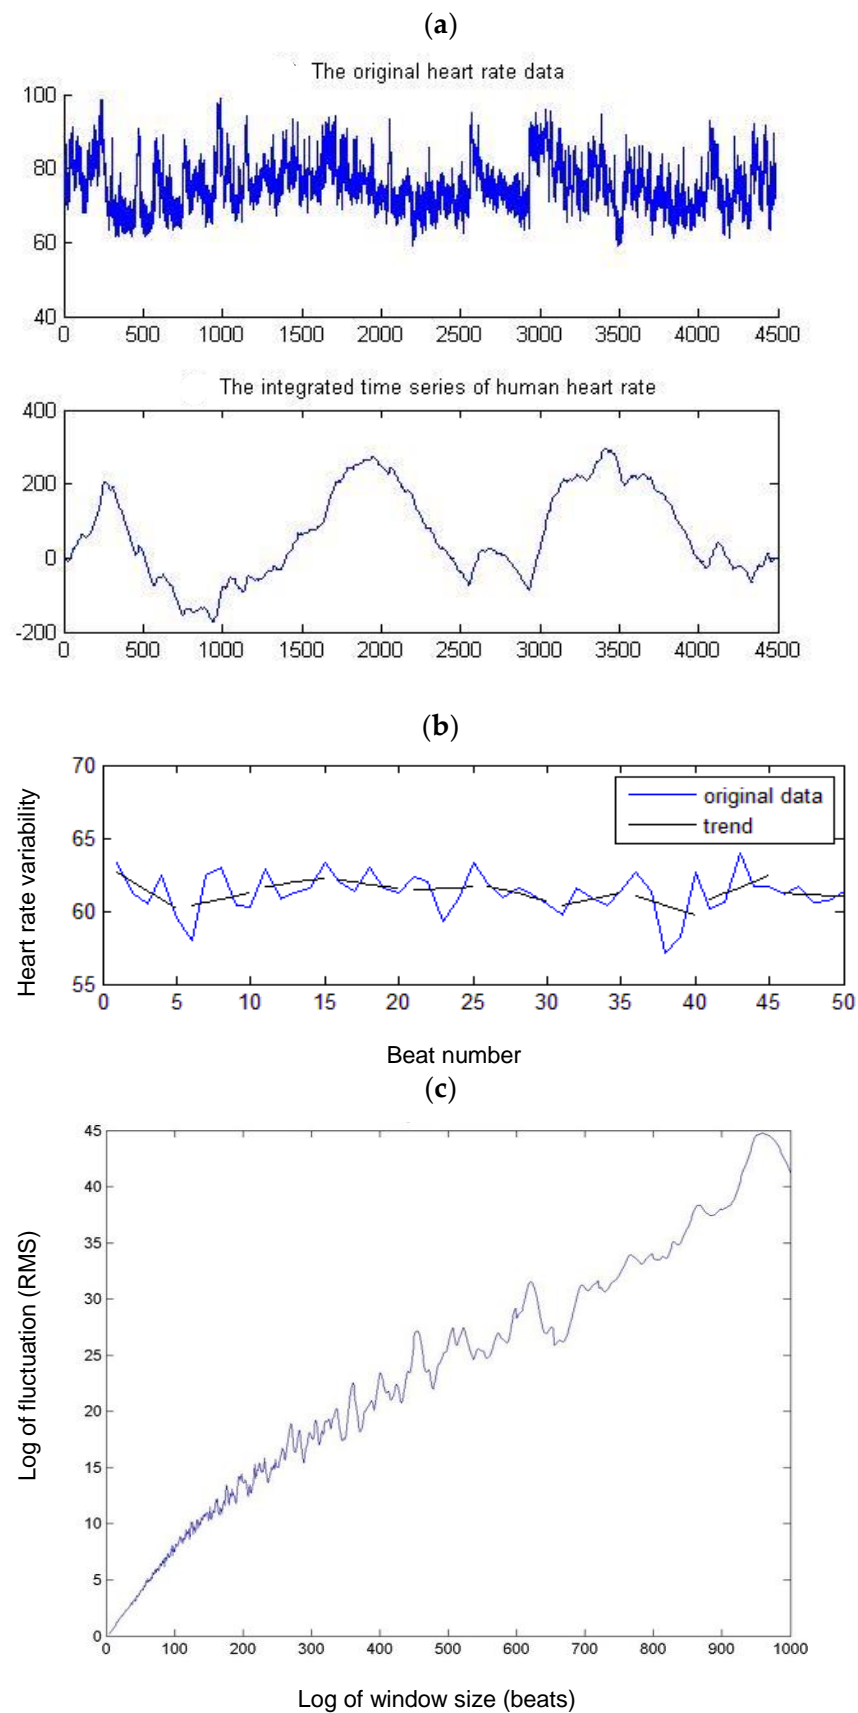 (a)
The original heart rate data
100
80
60
40
0 500 1000 1500 2000 2500 3000 3500 4000 4500
The integrated time series of human heart rate
400
200
0
-200
0 500 1000 1500 2000 2500 3000 3500 4000 4500
(b)
70
65
60
55
Heart rate variability
original data
trend
0 5 10 15 20 25 30 35 40 45 50
Beat number
(c)
45
40
35
30
25
20
15
10
5
0
Log of fluctuation (RMS)
0 100 200 300 400 500 600 700 800 900 1000
Log of window size (beats)